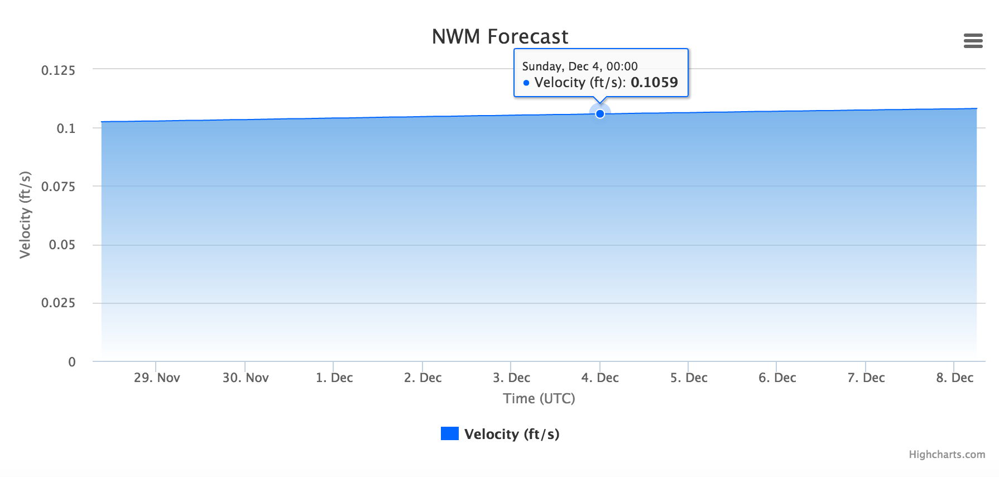 NWM Forecast
Sunday, Dec 4, 00:00
Velocity (ft/s): 0.1059
0.125
0.1
0.075
0.05
0.025
0
Velocity (ft/s)
29. Nov 30. Nov 1. Dec 2. Dec 3. Dec 4. Dec 5. Dec 6. Dec 7. Dec 8. Dec
Time (UTC)
Velocity (ft/s)
Highcharts.com